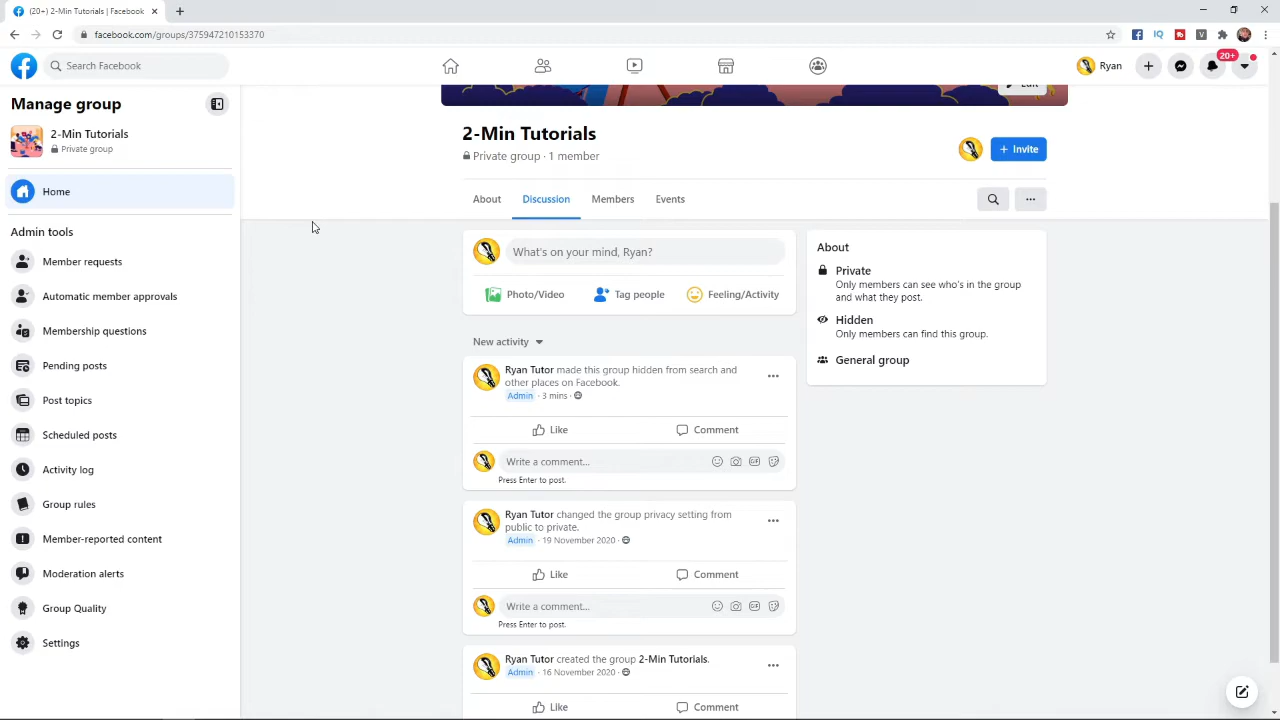 (20+) 2-Min Tutorials | Facebook
facebook.com/groups/375947210153370
Search Facebook
Ryan
20+
Manage group
2-Min Tutorials
Private group
Home
Admin tools
Member requests
Automatic member approvals
Membership questions
Pending posts
Post topics
Scheduled posts
Activity log
Group rules
Member-reported content
Moderation alerts
Group Quality
Settings
Edit
2-Min Tutorials
Private group · 1 member
+ Invite
About
Discussion
Members
Events
What's on your mind, Ryan?
Photo/Video
Tag people
Feeling/Activity
New activity
Ryan Tutor made this group hidden from search and
other places on Facebook.
Admin · 3 mins ·
Like
Comment
Write a comment...
GIF
Press Enter to post.
Ryan Tutor changed the group privacy setting from
public to private.
Admin · 19 November 2020 ·
Like
Comment
Write a comment...
GIF
Press Enter to post.
Ryan Tutor created the group 2-Min Tutorials.
Admin · 16 November 2020 ·
Like
Comment
About
Private
Only members can see who's in the group
and what they post.
Hidden
Only members can find this group.
General group